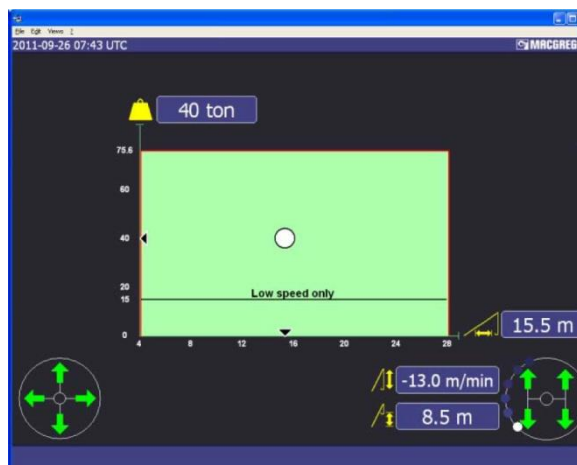 File Edit Views ?
2011-09-26 07:43 UTC
MACGREG
40 ton
75.6
60
40
20
15
Low speed only
0
4 8 12 16 20 24 28
15.5 m
-13.0 m/min
8.5 m